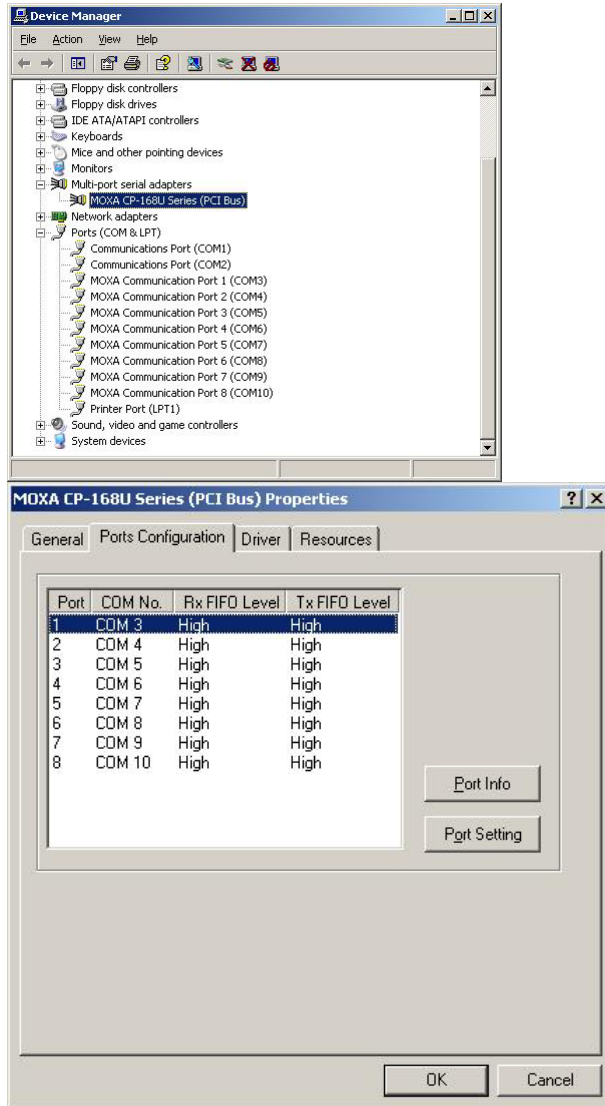 Device Manager
File Action View Help
Floppy disk controllers
Floppy disk drives
IDE ATA/ATAPI controllers
Keyboards
Mice and other pointing devices
Monitors
Multi-port serial adapters
MOXA CP-168U Series (PCI Bus)
Network adapters
Ports (COM & LPT)
Communications Port (COM1)
Communications Port (COM2)
MOXA Communication Port 1 (COM3)
MOXA Communication Port 2 (COM4)
MOXA Communication Port 3 (COM5)
MOXA Communication Port 4 (COM6)
MOXA Communication Port 5 (COM7)
MOXA Communication Port 6 (COM8)
MOXA Communication Port 7 (COM9)
MOXA Communication Port 8 (COM10)
Printer Port (LPT1)
Sound, video and game controllers
System devices
MOXA CP-168U Series (PCI Bus) Properties
General Ports Configuration Driver Resources
Port COM No. Rx FIFO Level Tx FIFO Level
1 COM 3 High High
2 COM 4 High High
3 COM 5 High High
4 COM 6 High High
5 COM 7 High High
6 COM 8 High High
7 COM 9 High High
8 COM 10 High High
Port Info
Port Setting
OK Cancel